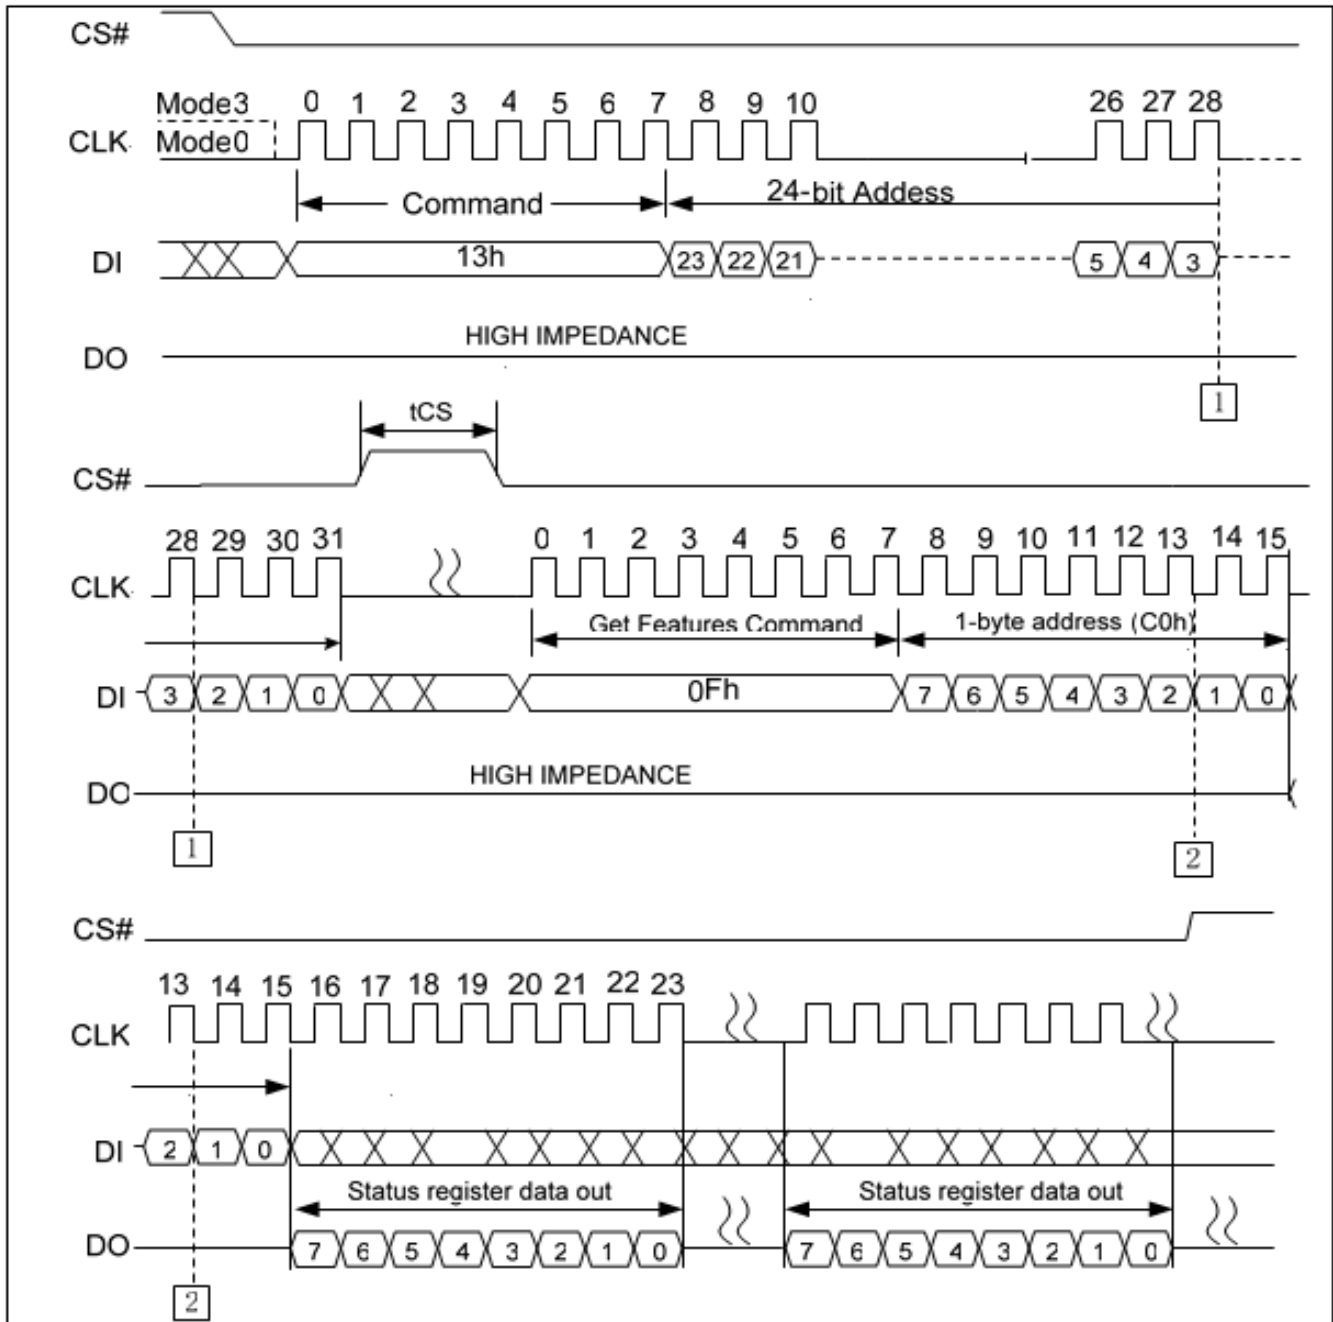 CS#
Mode3 0 1 2 3 4 5 6 7 8 9 10 26 27 28
CLK Mode0
Command 24-bit Addess
DI 13h 23 22 21 5 4 3
HIGH IMPEDANCE
DO
1
tCS
CS#
28 29 30 31 0 1 2 3 4 5 6 7 8 9 10 11 12 13 14 15
CLK
Get Features Command 1-byte address (C0h)
DI 3 2 1 0 0Fh 7 6 5 4 3 2 1 0
HIGH IMPEDANCE
DO
1 2
CS#
13 14 15 16 17 18 19 20 21 22 23
CLK
DI 2 1 0
Status register data out Status register data out
DO 7 6 5 4 3 2 1 0 7 6 5 4 3 2 1 0
2